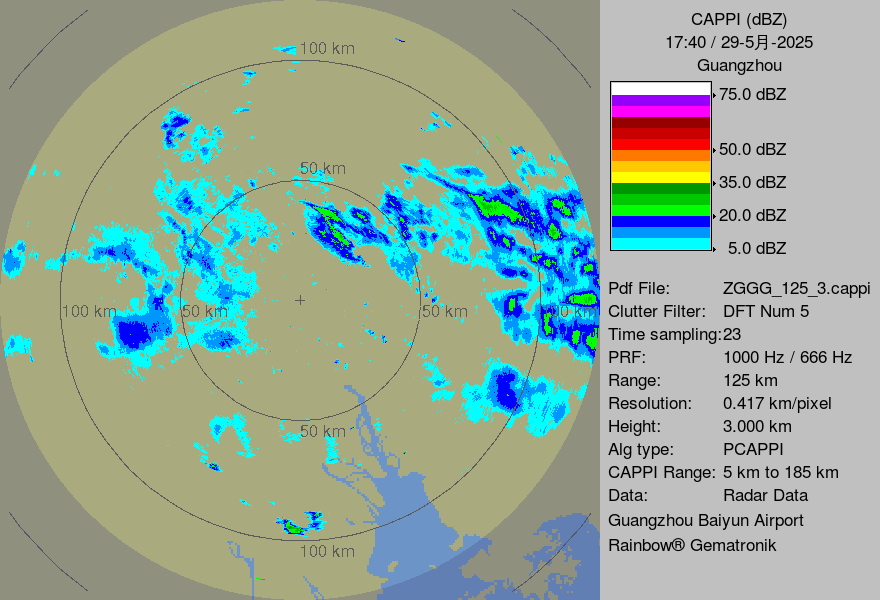 CAPPI (dBZ)
17:40 / 29-5月-2025
Guangzhou
75.0 dBZ
50.0 dBZ
35.0 dBZ
20.0 dBZ
5.0 dBZ
Pdf File: ZGGG_125_3.cappi
Clutter Filter: DFT Num 5
Time sampling:23
PRF: 1000 Hz / 666 Hz
Range: 125 km
Resolution: 0.417 km/pixel
Height: 3.000 km
Alg type: PCAPPI
CAPPI Range: 5 km to 185 km
Data: Radar Data
Guangzhou Baiyun Airport
Rainbow® Gematronik
100 km
50 km
100 km
50 km
50 km
100 km
50 km
100 km